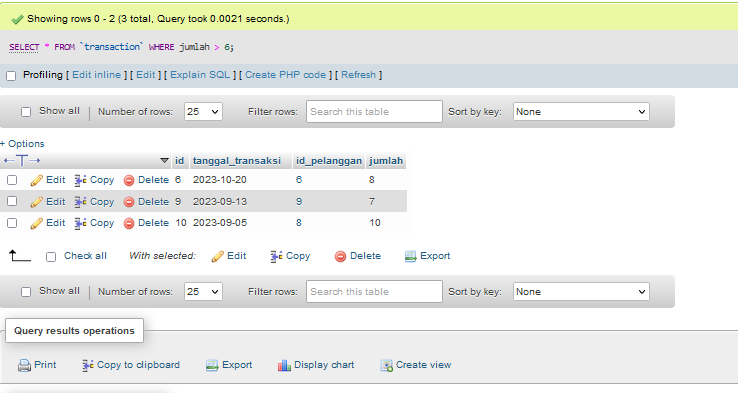 Showing rows 0 - 2 (3 total, Query took 0.0021 seconds.)
SELECT * FROM `transaction` WHERE jumlah > 6;
Profiling [ Edit inline ] [ Edit ] [ Explain SQL ] [ Create PHP code ] [ Refresh ]
Show all | Number of rows: 25 Filter rows: Search this table Sort by key: None
+ Options
←T→ id tanggal_transaksi id_pelanggan jumlah
Edit Copy Delete 6 2023-10-20 6 8
Edit Copy Delete 9 2023-09-13 9 7
Edit Copy Delete 10 2023-09-05 8 10
Check all With selected: Edit Copy Delete Export
Show all | Number of rows: 25 Filter rows: Search this table Sort by key: None
Query results operations
Print Copy to clipboard Export Display chart Create view